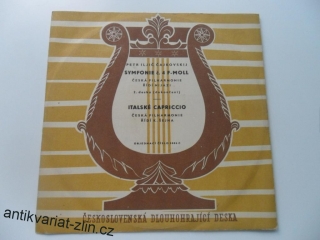 PETR ILJIČ ČAJKOVSKIJ
SYMFONIE č. 4 F-MOLL
ČESKÁ FILHARMONIE
ITALSKÉ CAPRICCIO
ČESKÁ FILHARMONIE
ČESKOSLOVENSKÁ DLOUHOHRAJÍCÍ DESKA
antikvariat-zlin.cz